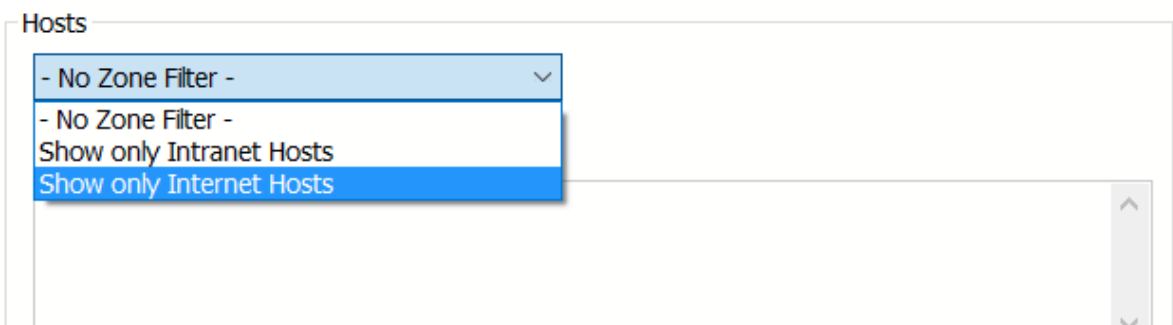 Hosts
- No Zone Filter -
- No Zone Filter -
Show only Intranet Hosts
Show only Internet Hosts